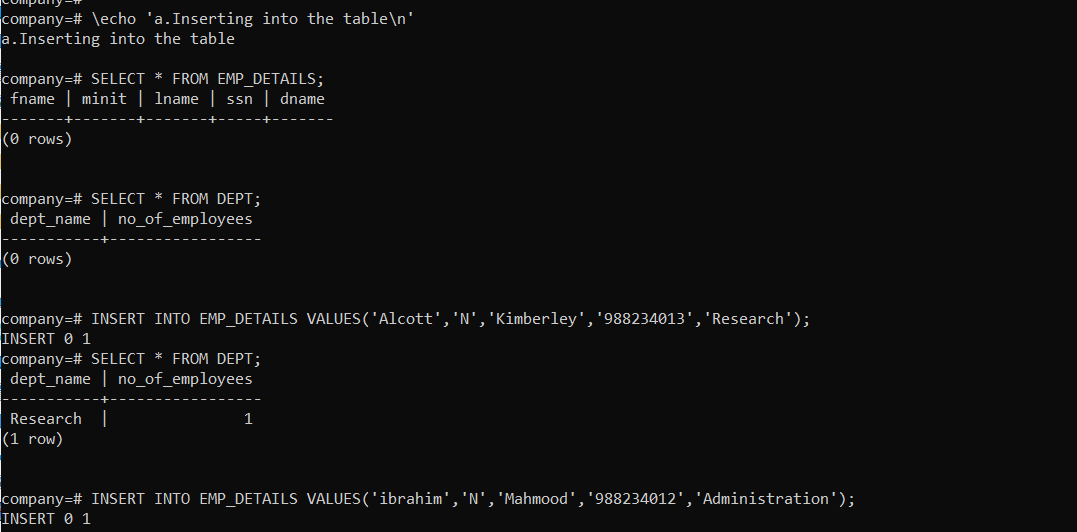 company=#
company=# \echo 'a.Inserting into the table\n'
a.Inserting into the table
company=# SELECT * FROM EMP_DETAILS;
 fname | minit | lname | ssn | dname
-------+-------+-------+-----+-------
(0 rows)
company=# SELECT * FROM DEPT;
 dept_name | no_of_employees
-----------+-----------------
(0 rows)
company=# INSERT INTO EMP_DETAILS VALUES('Alcott','N','Kimberley','988234013','Research');
INSERT 0 1
company=# SELECT * FROM DEPT;
 dept_name | no_of_employees
-----------+-----------------
 Research  |               1
(1 row)
company=# INSERT INTO EMP_DETAILS VALUES('ibrahim','N','Mahmood','988234012','Administration');
INSERT 0 1